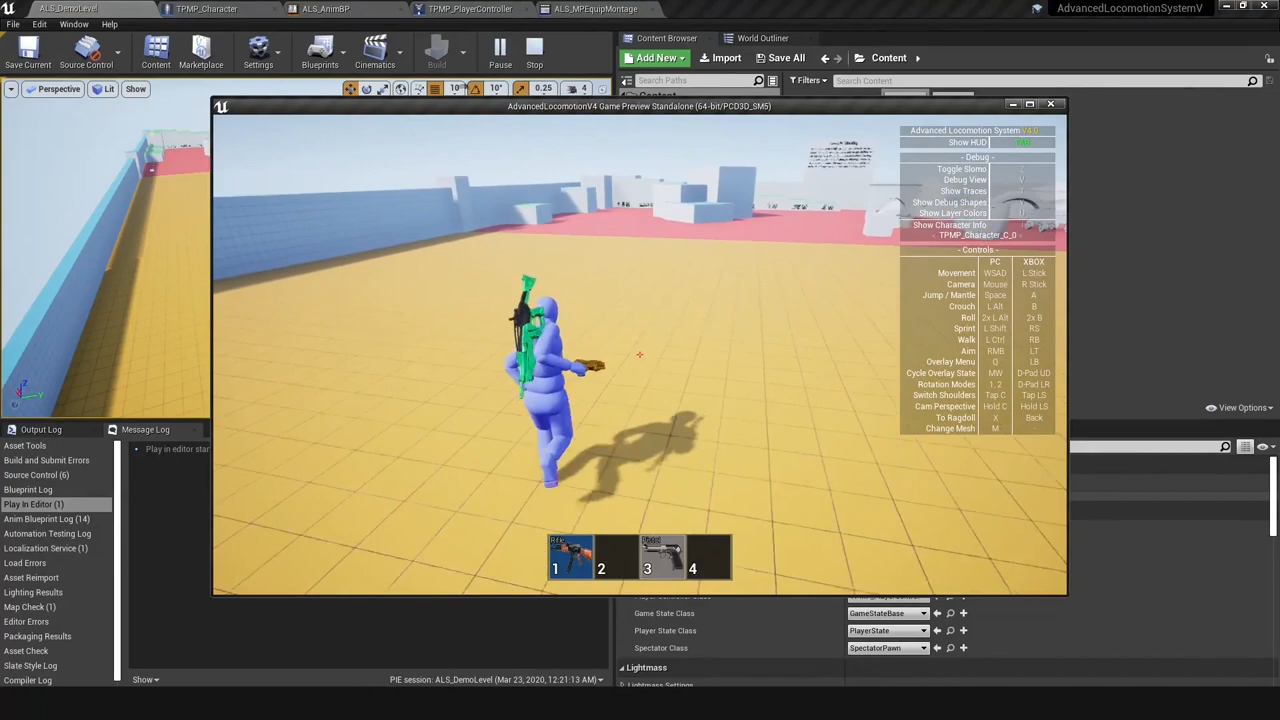 ALS_DemoLevel
TPMP_Character
ALS_AnimBP
TPMP_PlayerController
ALS_MPEquipMontage
AdvancedLocomotionSystemV
File Edit Window Help
Content Browser
World Outliner
Save Current
Source Control
Content
Marketplace
Settings
Blueprints
Cinematics
Build
Pause
Stop
Add New
Import
Save All
Content
Search Paths
Filters
Search Content
Perspective
Lit
Show
10°
0.25
4
AdvancedLocomotionV4 Game Preview Standalone (64-bit/PCD3D_SM5)
Advanced Locomotion System V4.0
Show HUD
- Debug -
Toggle Slomo Z
Debug View V
Show Traces T
Show Debug Shapes Y
Show Layer Colors U
Show Character Info
TPMP_Character_C_0
- Controls -
PC XBOX
Movement WSAD L Stick
Camera Mouse R Stick
Jump / Mantle Space A
Crouch L Alt B
Roll 2x L Alt 2x B
Sprint L Shift RS
Walk L Ctrl RB
Aim RMB LT
Overlay Menu Q LB
Cycle Overlay State MW D-Pad UD
Rotation Modes 1, 2 D-Pad LR
Switch Shoulders Tap C Tap LS
Cam Perspective Hold C Hold LS
To Ragdoll X Back
Change Mesh M -
View Options
Rifle
Pistol
1 2 3 4
Output Log
Message Log
Asset Tools
Build and Submit Errors
Source Control (6)
Blueprint Log
Play In Editor (1)
Anim Blueprint Log (14)
Automation Testing Log
Localization Service (1)
Load Errors
Asset Reimport
Lighting Results
Map Check (1)
Editor Errors
Packaging Results
Asset Check
Slate Style Log
Compiler Log
Play in editor star
Show
PIE session: ALS_DemoLevel (Mar 23, 2020, 12:21:13 AM)
Game State Class
GameStateBase
Player State Class
PlayerState
Spectator Class
SpectatorPawn
Lightmass
Lightmass Settings